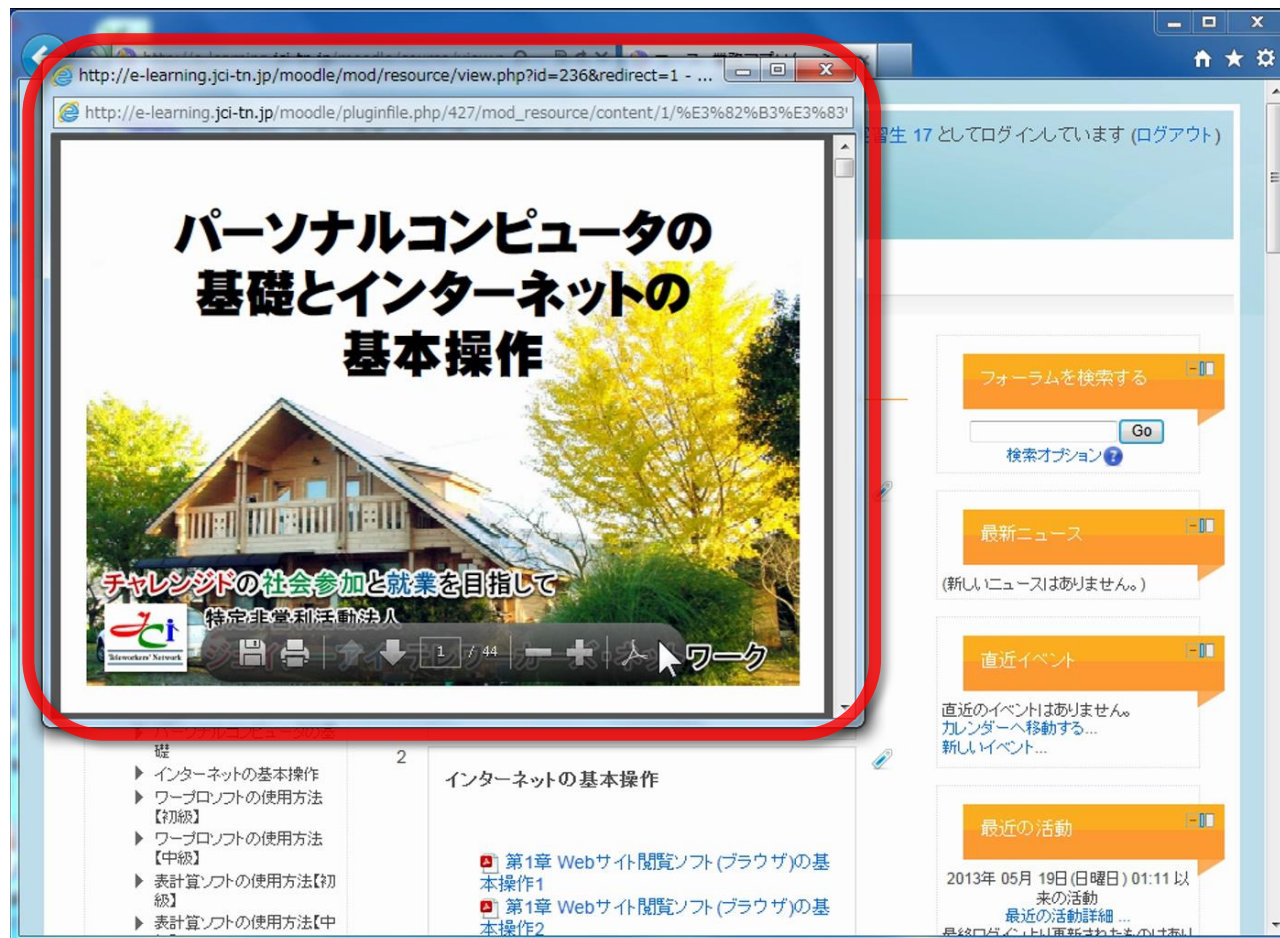 http://e-learning.jci-tn.jp/moodle/mod/resource/view.php?id=236&redirect=1 - ...
http://e-learning.jci-tn.jp/moodle/pluginfile.php/427/mod_resource/content/1/%E3%82%B3%E3%83
17 としてログインしています (ログアウト)
パーソナルコンピュータの
基礎とインターネットの
基本操作
チャレンジドの社会参加と就業を目指して
特定非営利活動法人
jci
Teleworkers' Network
ワーク
1 / 44
フォーラムを検索する
Go
検索オプション
最新ニュース
(新しいニュースはありません。)
直近イベント
直近のイベントはありません。
カレンダーへ移動する...
新しいイベント...
最近の活動
2013年 05月 19日 (日曜日) 01:11 以
来の活動
最近の活動詳細 ...
パーソナルコンピュータの基
礎
インターネットの基本操作
ワープロソフトの使用方法
【初級】
ワープロソフトの使用方法
【中級】
表計算ソフトの使用方法【初
級】
表計算ソフトの使用方法【中
2
インターネットの基本操作
第1章 Webサイト閲覧ソフト(ブラウザ)の基
本操作1
第1章 Webサイト閲覧ソフト(ブラウザ)の基
本操作2